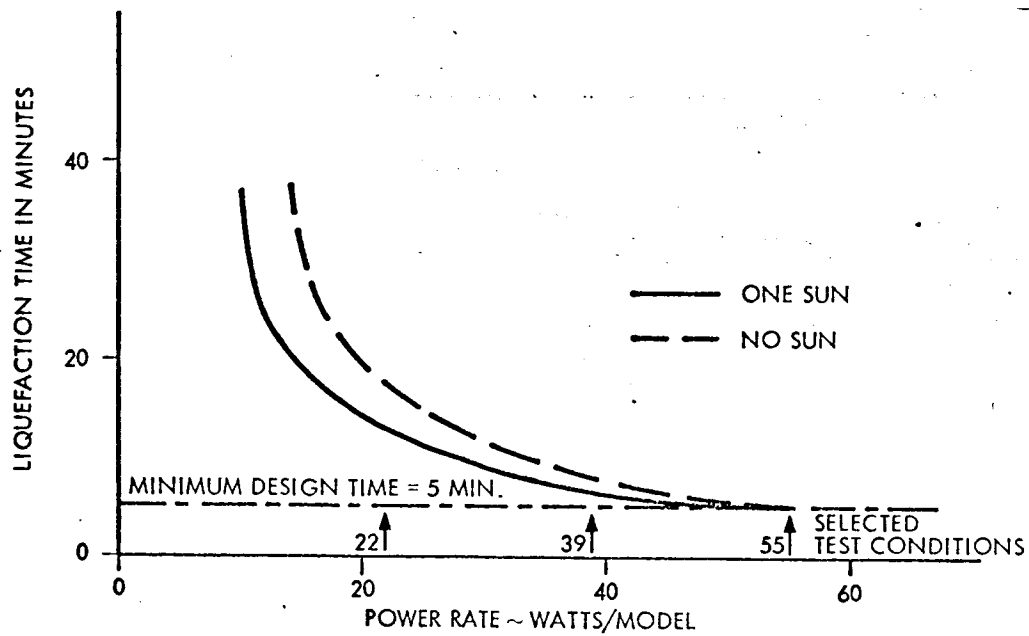 LIQUEFACTION TIME IN MINUTES
40
20
0
ONE SUN
NO SUN
MINIMUM DESIGN TIME = 5 MIN.
22
39
55
SELECTED
TEST CONDITIONS
0
20
40
60
POWER RATE ~ WATTS/MODEL